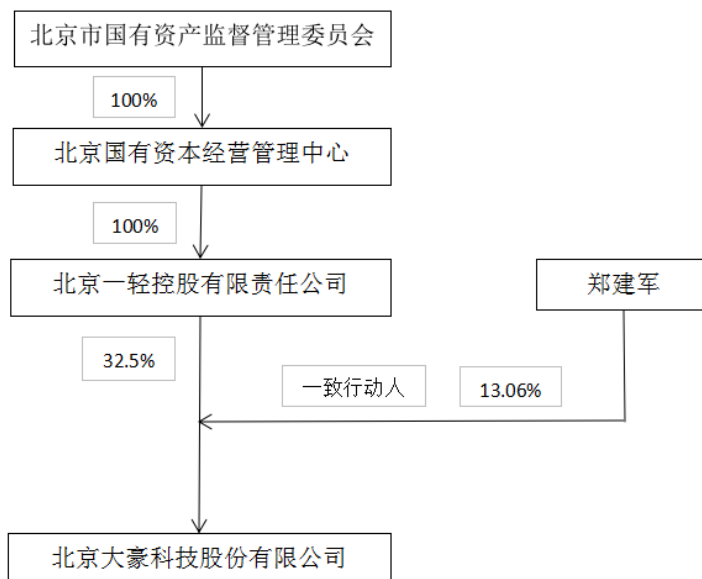 北京市国有资产监督管理委员会
100%
北京国有资本经营管理中心
100%
北京一轻控股有限责任公司
郑建军
32.5%
一致行动人
13.06%
北京大豪科技股份有限公司